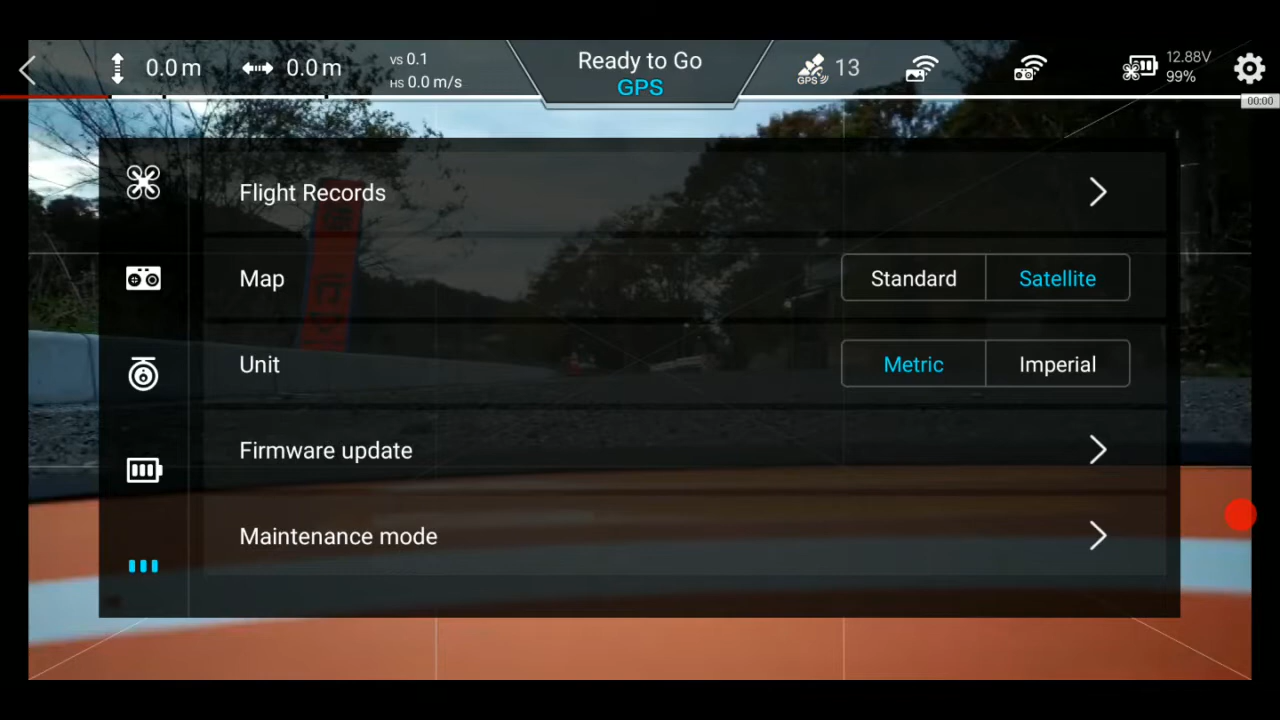 0.0 m
0.0 m
VS 0.1
HS 0.0 m/s
Ready to Go
GPS
GPS
13
12.88V
99%
00:00
Flight Records
Map
Standard
Satellite
Unit
Metric
Imperial
Firmware update
Maintenance mode